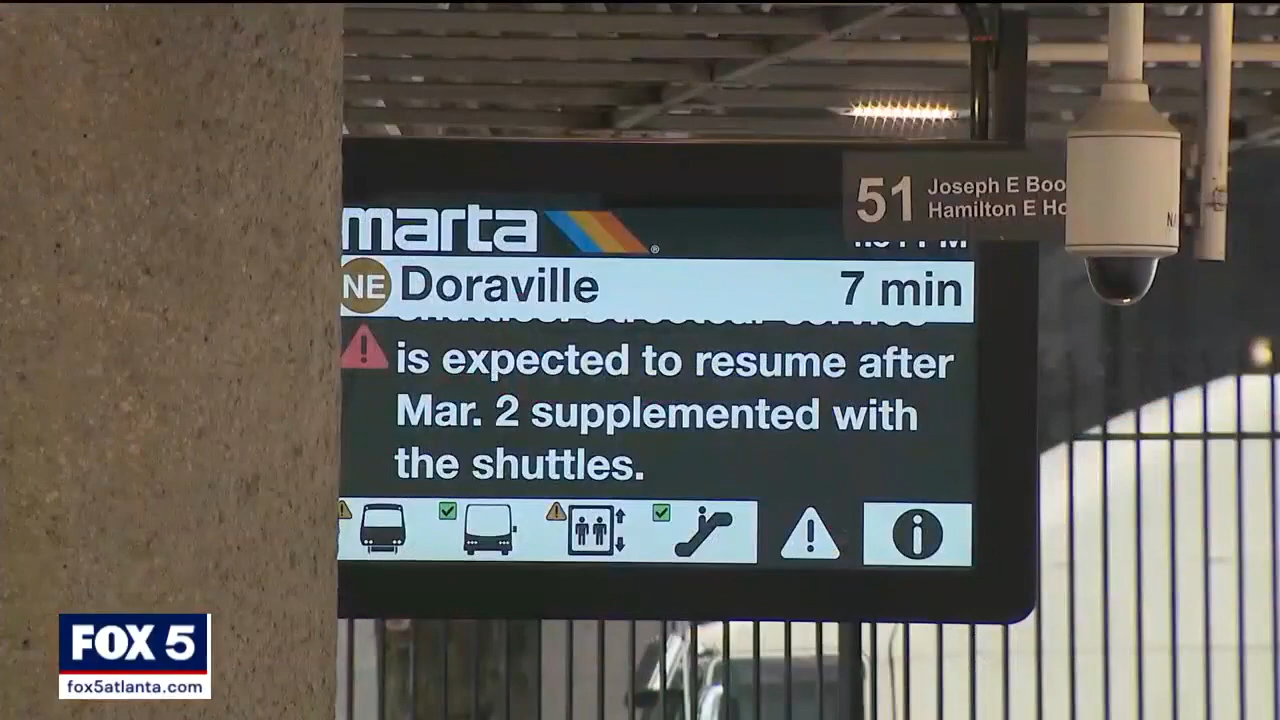 51
Joseph E Boo
Hamilton E Ho
marta
NE Doraville 7 min
is expected to resume after
Mar. 2 supplemented with
the shuttles.
FOX 5
fox5atlanta.com